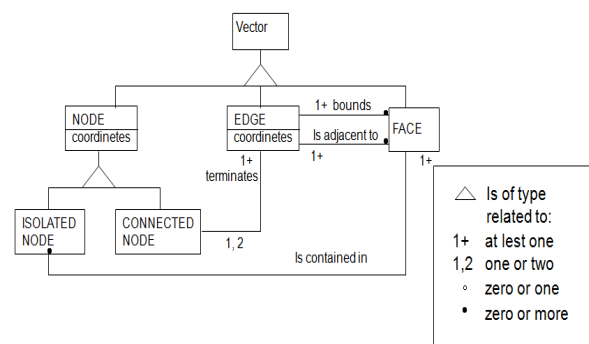 Vector
NODE
coordinetes
EDGE
coordinates
1+ bounds
Is adjacent to
1+
FACE
1+
1+
terminates
ISOLATED
NODE
CONNECTED
NODE
1, 2
Is contained in
Is of type
related to:
1+ at lest one
1,2 one or two
zero or one
zero or more